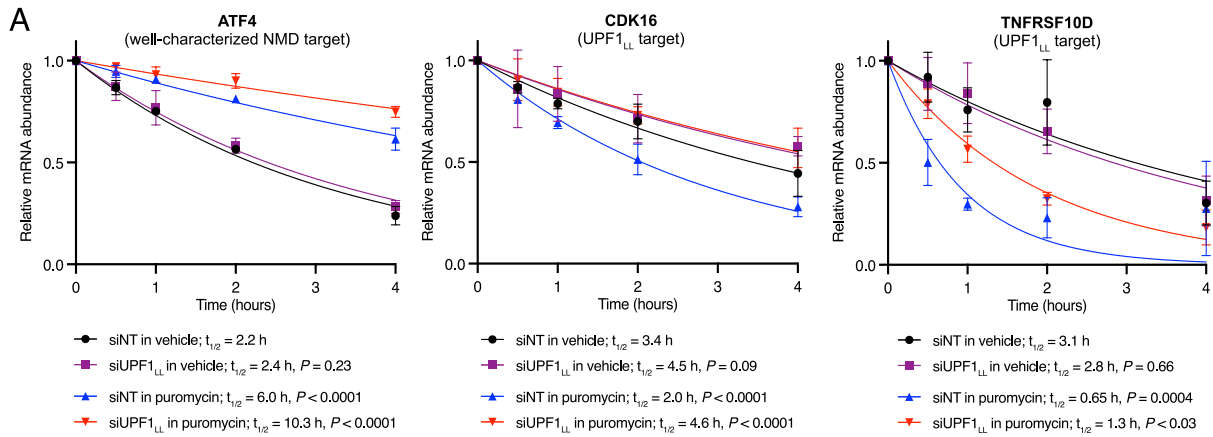 A
ATF4
(well-characterized NMD target)
Relative mRNA abundance
1.0
0.5
0.0
0 1 2 3 4
Time (hours)
siNT in vehicle; t1/2 = 2.2 h
siUPF1LL in vehicle; t1/2 = 2.4 h, P = 0.23
siNT in puromycin; t1/2 = 6.0 h, P < 0.0001
siUPF1LL in puromycin; t1/2 = 10.3 h, P < 0.0001
CDK16
(UPF1LL target)
Relative mRNA abundance
1.0
0.5
0.0
0 1 2 3 4
Time (hours)
siNT in vehicle; t1/2 = 3.4 h
siUPF1LL in vehicle; t1/2 = 4.5 h, P = 0.09
siNT in puromycin; t1/2 = 2.0 h, P < 0.0001
siUPF1LL in puromycin; t1/2 = 4.6 h, P < 0.0001
TNFRSF10D
(UPF1LL target)
Relative mRNA abundance
1.0
0.5
0.0
0 1 2 3 4
Time (hours)
siNT in vehicle; t1/2 = 3.1 h
siUPF1LL in vehicle; t1/2 = 2.8 h, P = 0.66
siNT in puromycin; t1/2 = 0.65 h, P = 0.0004
siUPF1LL in puromycin; t1/2 = 1.3 h, P < 0.03